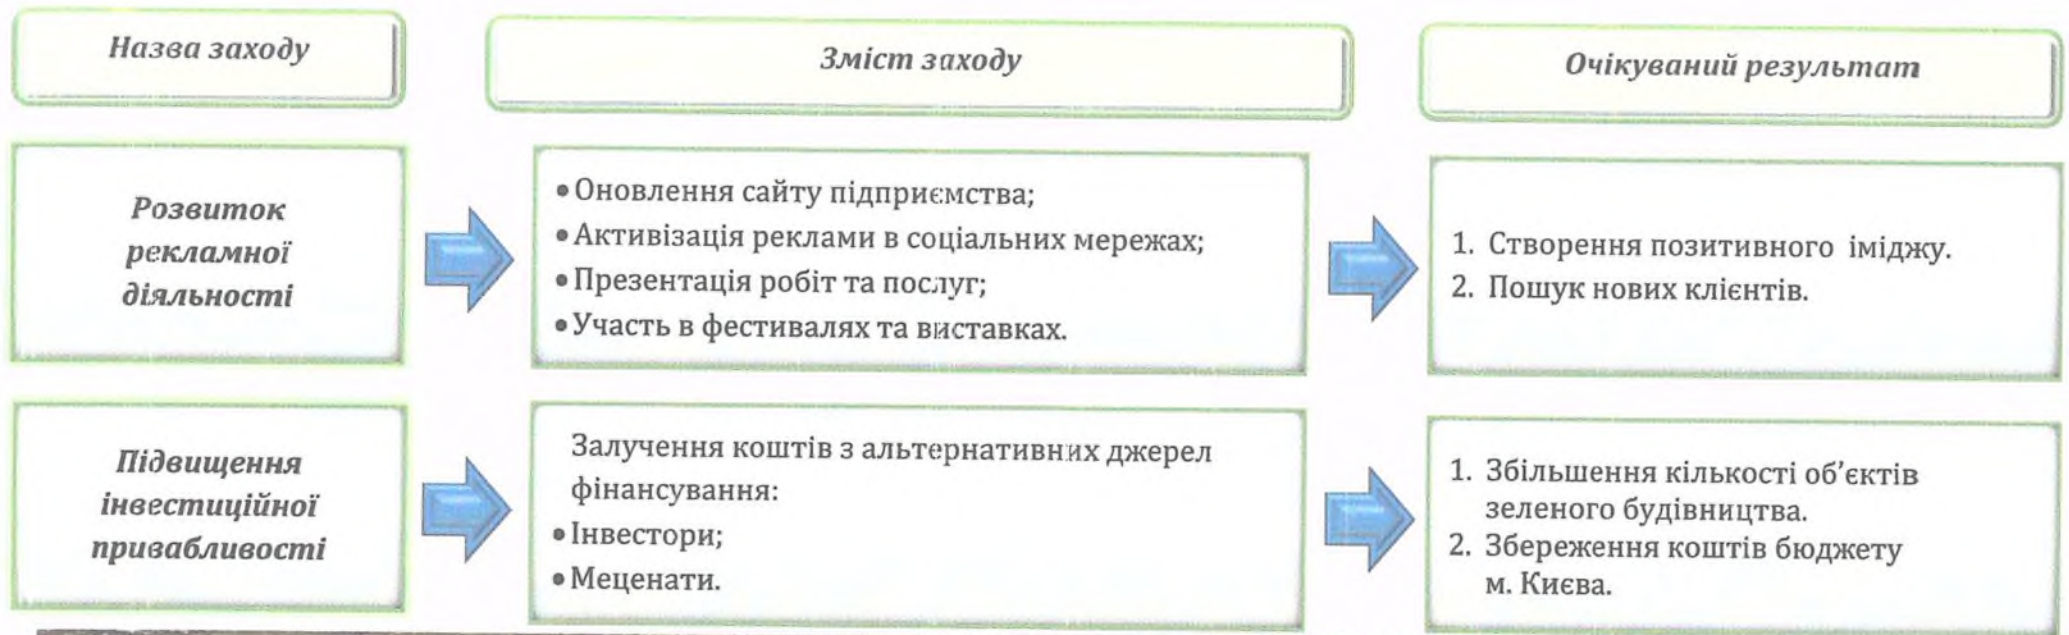 Назва заходу
Зміст заходу
Очікуваний результат
Розвиток
рекламної
діяльності
• Оновлення сайту підприємства;
• Активізація реклами в соціальних мережах;
• Презентація робіт та послуг;
• Участь в фестивалях та виставках.
1. Створення позитивного іміджу.
2. Пошук нових клієнтів.
Підвищення
інвестиційної
привабливості
Залучення коштів з альтернативних джерел
фінансування:
• Інвестори;
• Меценати.
1. Збільшення кількості об’єктів
зеленого будівництва.
2. Збереження коштів бюджету
м. Києва.